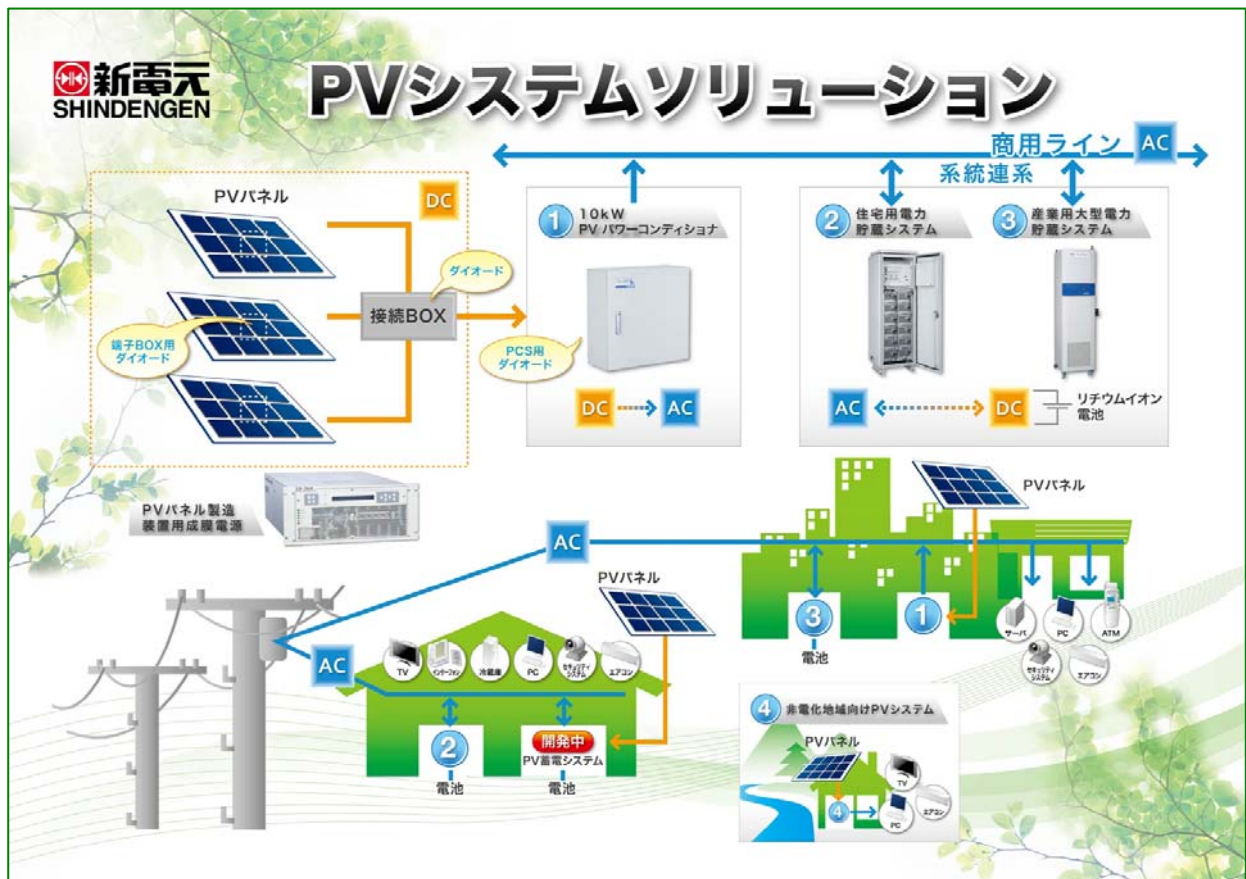 新電元
SHINDENGEN
PVシステムソリューション
商用ライン
AC
系統連系
PVパネル
DC
接続BOX
ダイオード
端子BOX用
ダイオード
1
10kW
PV パワーコンディショナ
PCS用
ダイオード
DC
AC
2
住宅用電力
貯蔵システム
3
産業用大型電力
貯蔵システム
AC
DC
リチウムイオン
電池
PVパネル製造
装置用成膜電源
AC
AC
PVパネル
TV
インターフォン
冷蔵庫
PC
セキュリティ
システム
エアコン
2
電池
開発中
PV蓄電システム
電池
PVパネル
3
電池
1
サーバ
PC
ATM
セキュリティ
システム
エアコン
4
非電化地域向けPVシステム
PVパネル
TV
4
PC
エアコン